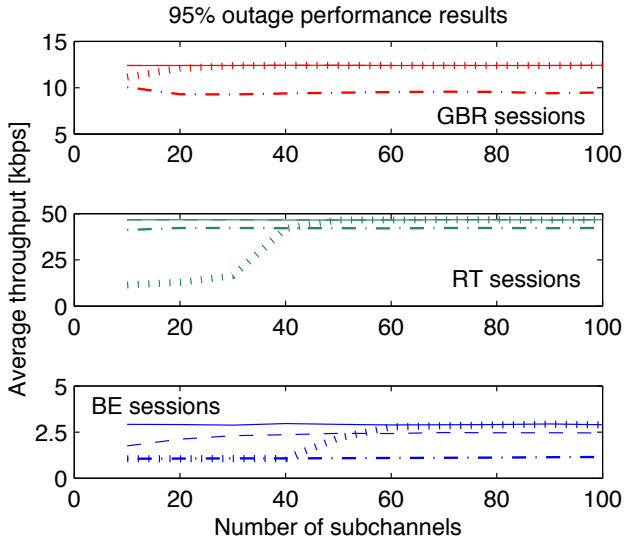 95% outage performance results
15
10
5
0 20 40 60 80 100
GBR sessions
50
25
0
0 20 40 60 80 100
RT sessions
5
2.5
0
0 20 40 60 80 100
BE sessions
Average throughput [kbps]
Number of subchannels